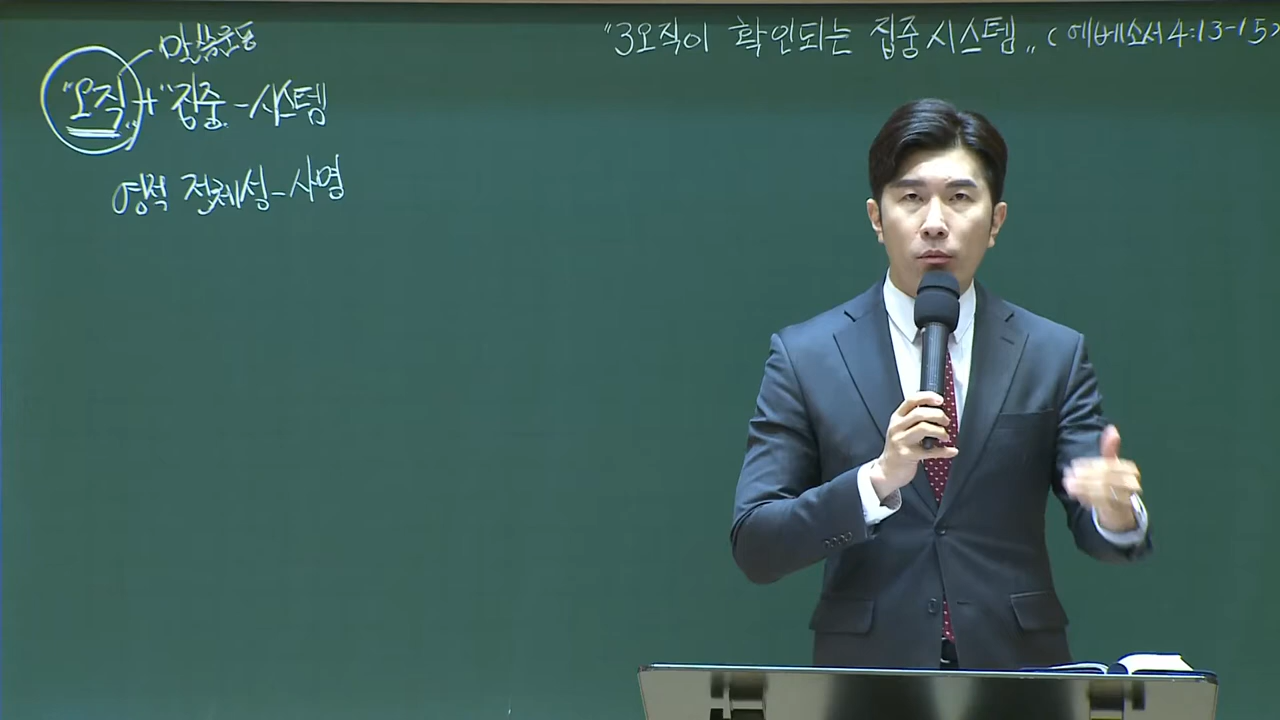 말씀운동
"오직" + "집중 - 시스템
영적 정체성 - 사명
"3오직이 확인되는 집중시스템" (에베소서 4:13-15)